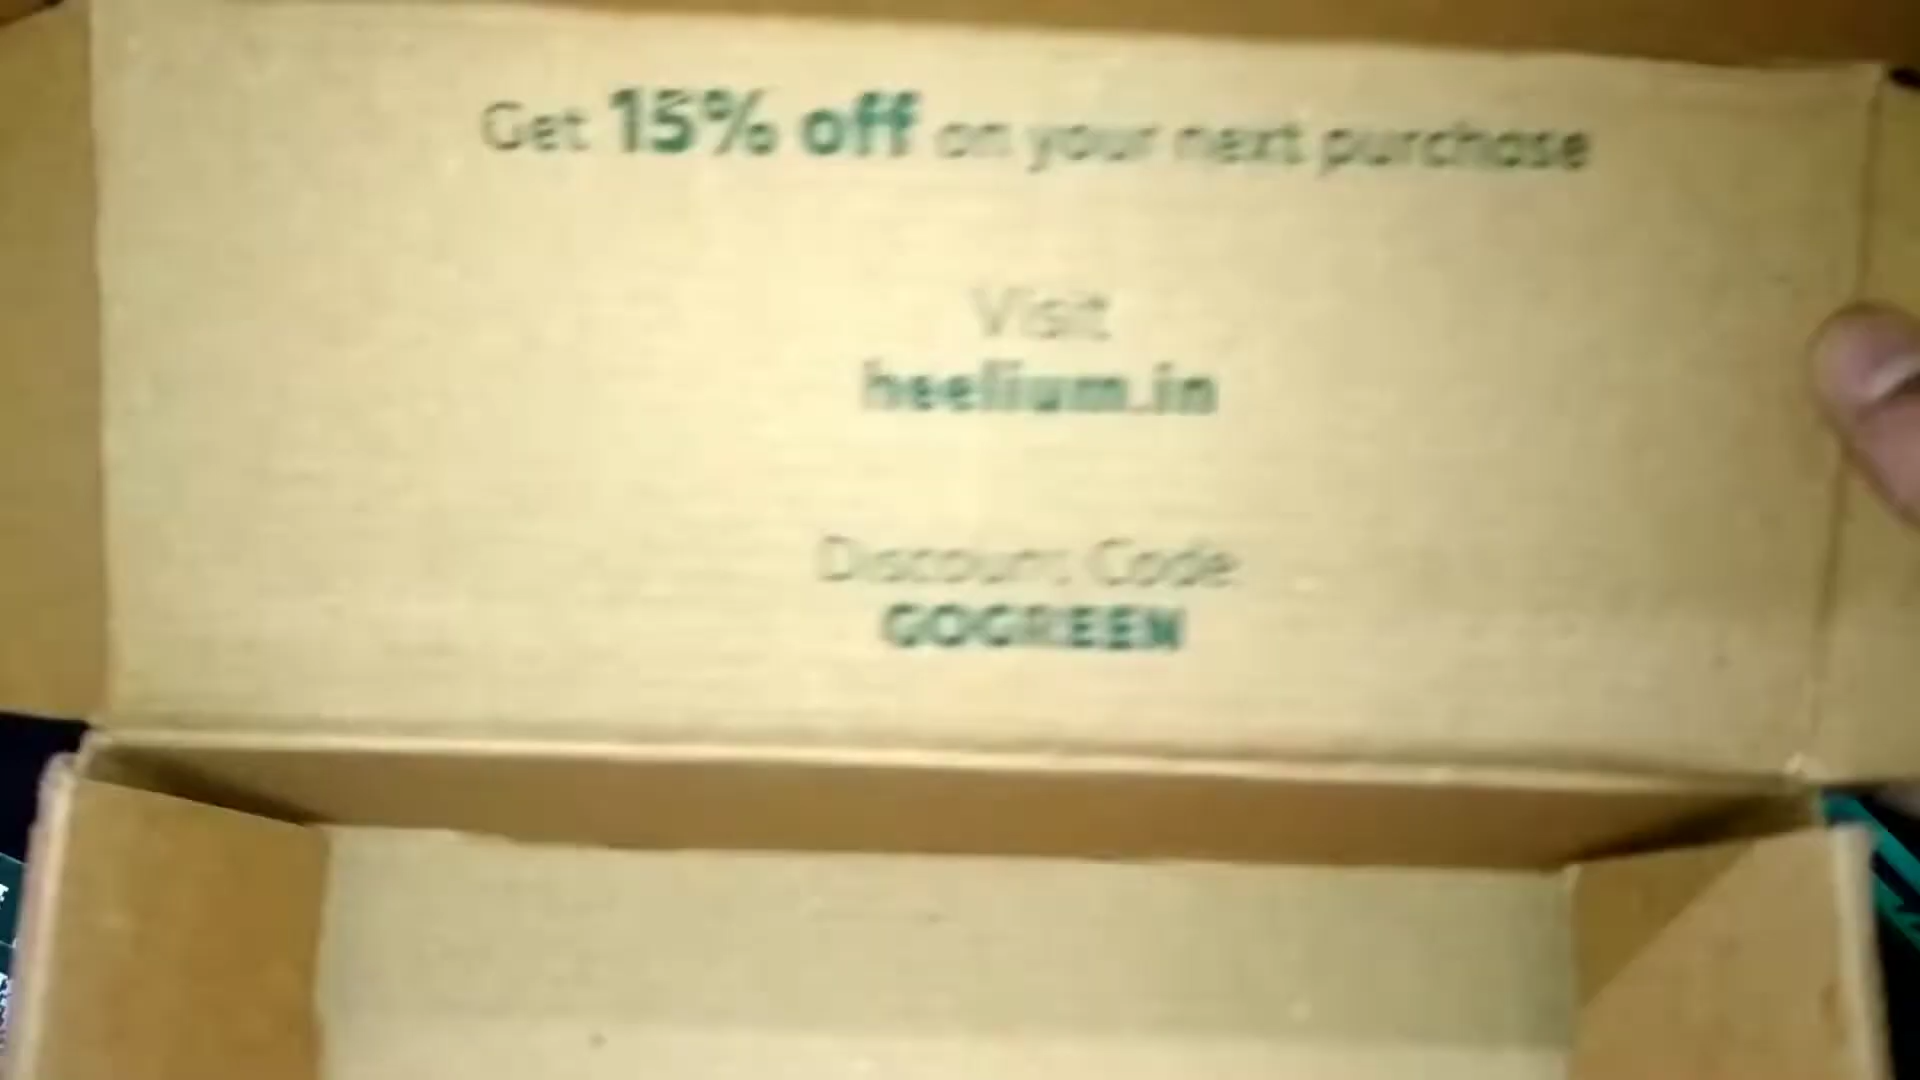 Get 15% off on your next purchase
Visit
heelium.in
Discount Code
GOGREEN